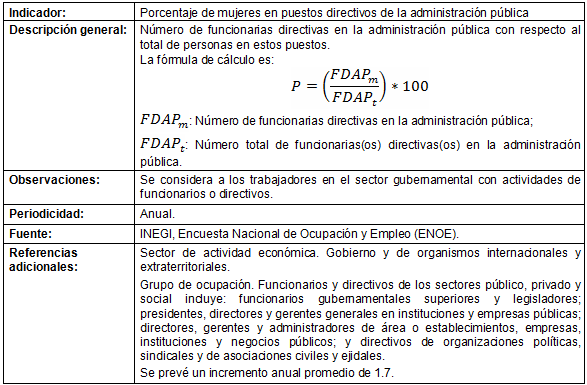 Indicador: Porcentaje de mujeres en puestos directivos de la administración pública
Descripción general: Número de funcionarias directivas en la administración pública con respecto al
total de personas en estos puestos.
La fórmula de cálculo es:
P = (FDAPₘ / FDAPₜ) * 100
FDAPₘ: Número de funcionarias directivas en la administración pública;
FDAPₜ: Número total de funcionarias(os) directivas(os) en la administración
pública.
Observaciones: Se considera a los trabajadores en el sector gubernamental con actividades de
funcionarios o directivos.
Periodicidad: Anual.
Fuente: INEGI, Encuesta Nacional de Ocupación y Empleo (ENOE).
Referencias adicionales: Sector de actividad económica. Gobierno y de organismos internacionales y
extraterritoriales.
Grupo de ocupación. Funcionarios y directivos de los sectores público, privado y
social incluye: funcionarios gubernamentales superiores y legisladores;
presidentes, directores y gerentes generales en instituciones y empresas públicas;
directores, gerentes y administradores de área o establecimientos, empresas,
instituciones y negocios públicos; y directivos de organizaciones políticas,
sindicales y de asociaciones civiles y ejidales.
Se prevé un incremento anual promedio de 1.7.